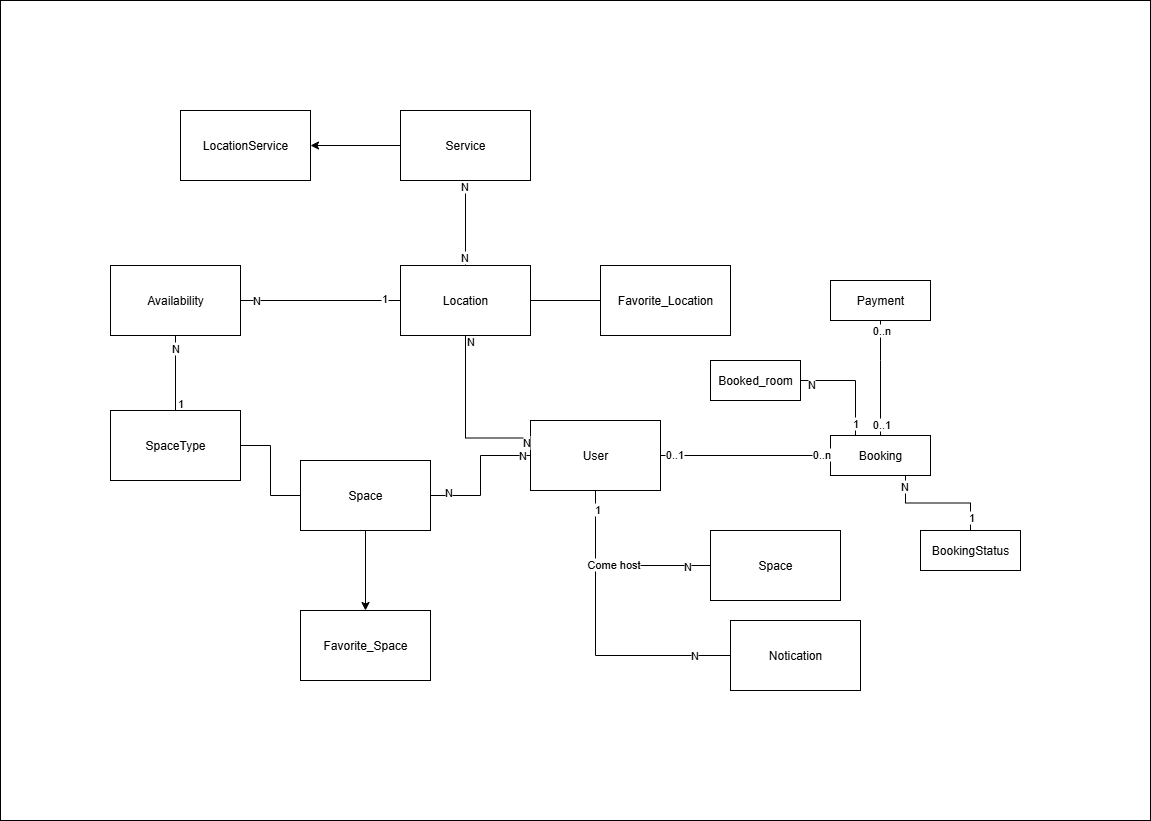 LocationService
Service
N
N
Availability
N
1
Location
Favorite_Location
Payment
N
0..n
N
Booked_room
N
1
1
0..1
SpaceType
N
User
0..1
0..n
Booking
N
Space
N
N
1
1
BookingStatus
Come host
N
Space
Favorite_Space
N
Notication